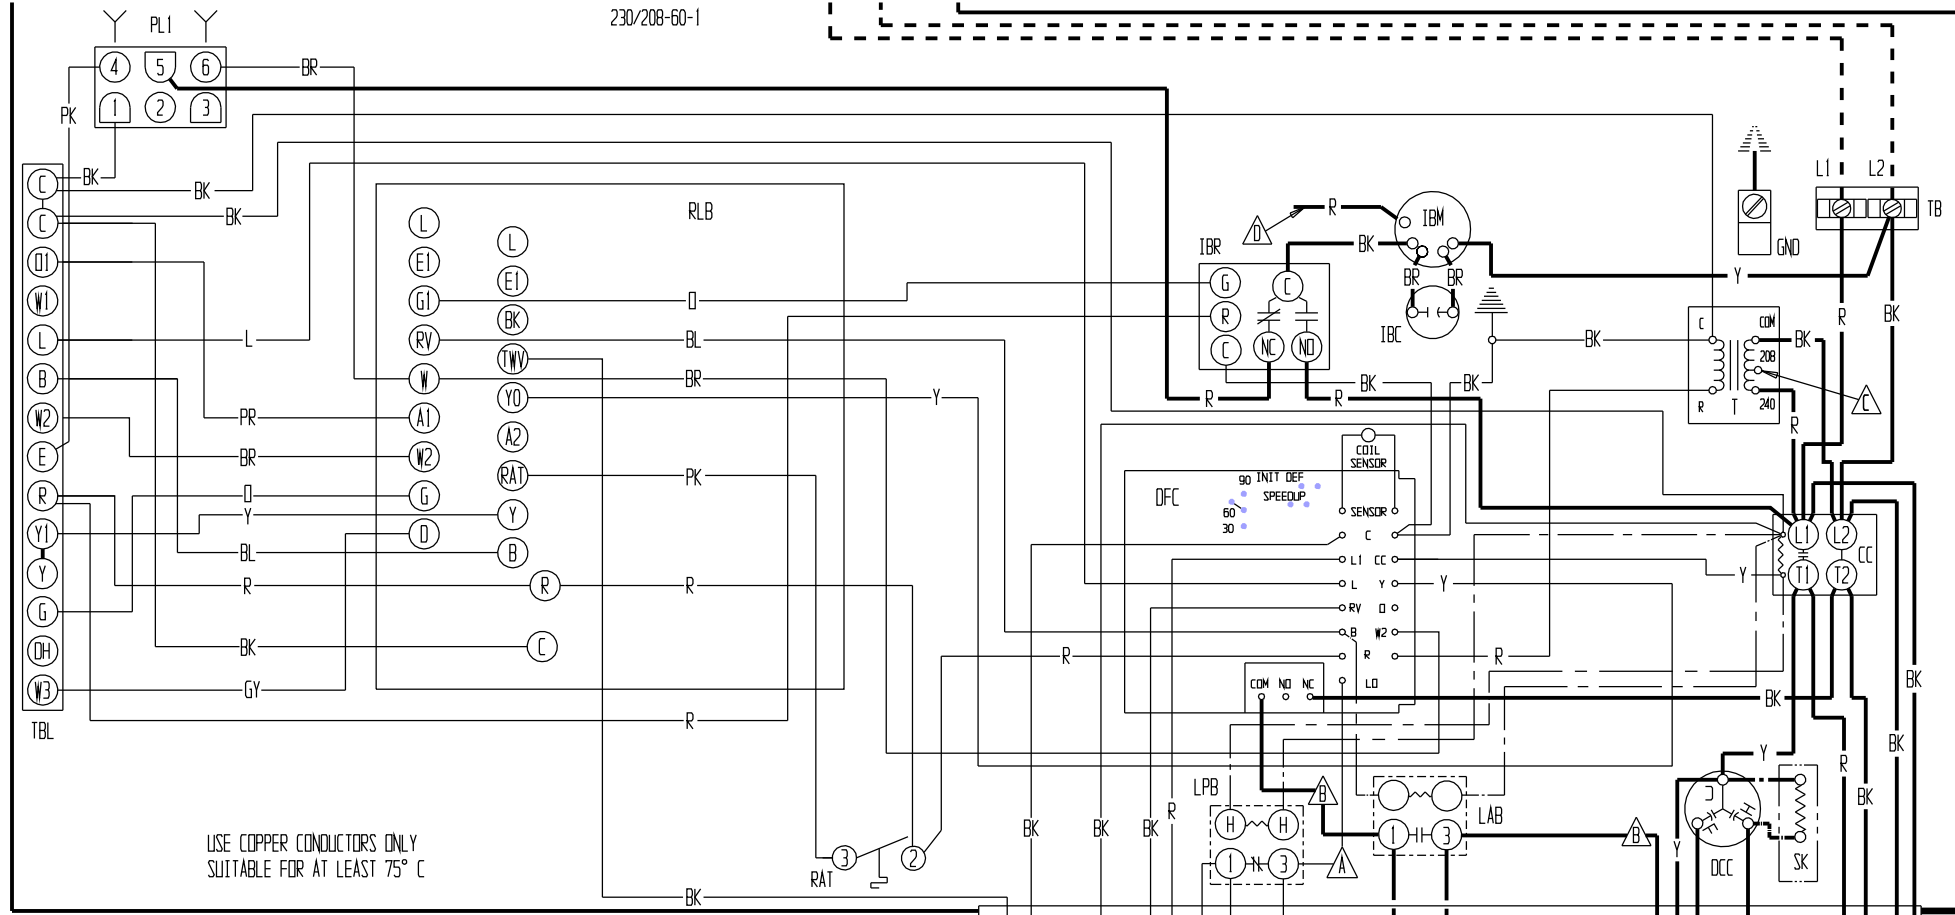 230/208-60-1
PL1
4 5 6
1 2 3
BR
PK
BK
BK
BK
C
C
O1
W1
L
B
W2
E
R
Y1
Y
G
DH
W3
TBL
L
PR
BR
O
Y
BL
R
BK
GY
RLB
L
E1
G1
RV
W
A1
W2
G
D
L
E1
BK
TWV
YO
A2
RAT
Y
B
R
C
O
BL
BR
PK
R
R
Y
R
BK
RAT
3
2
USE COPPER CONDUCTORS ONLY
SUITABLE FOR AT LEAST 75° C
D
R
IBM
BK
BR BR
IBC
IBR
G
R
C
C
NC NO
R
BK
R
BK
BK
Y
GND
L1 L2
TB
R
BK
C COM
BK
208
R T 240
C
R
COIL
SENSOR
DFC
90 INIT DEF
SPEEDUP
60
30
SENSOR
C
L1 CC
L Y
RV O
B W2
R
LO
COM NO NC
Y
R
BK
L1 L2
T1 T2
CC
Y
BK
BK
R
BK
Y
BK BK BK R
LPB
H H
1 3
B
A
1 3
LAB
B
Y
C
F
H
DCC
SK